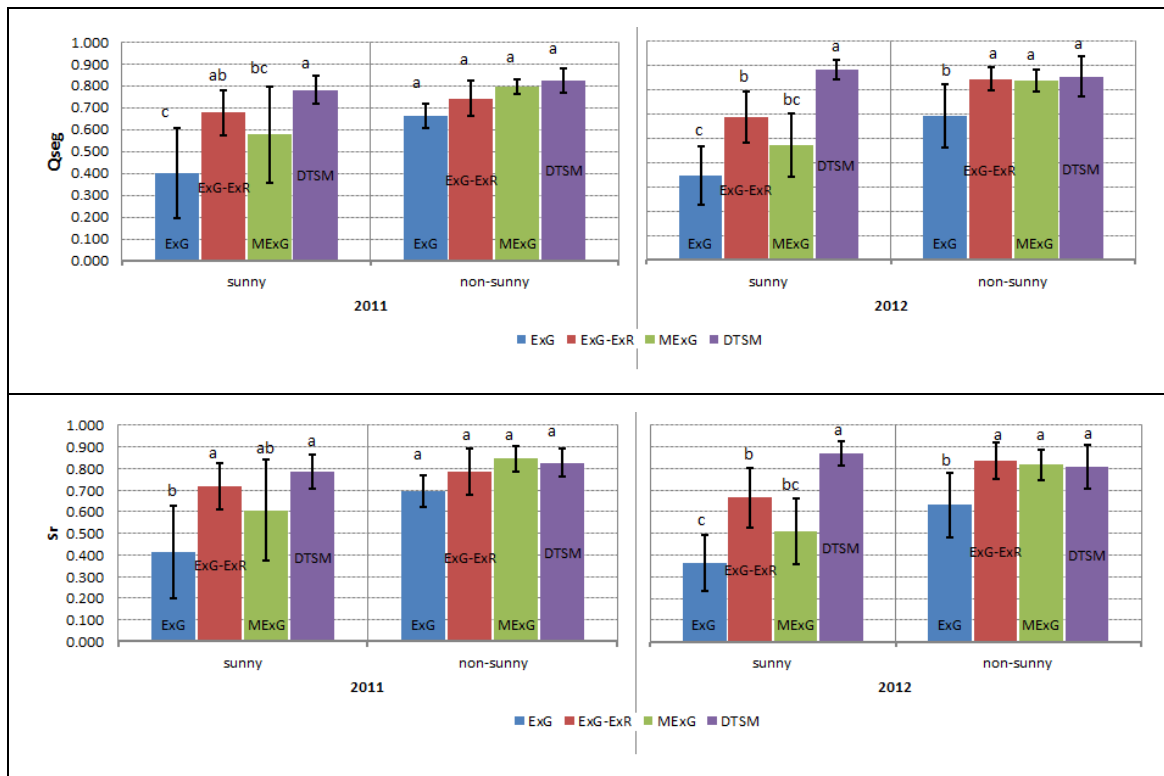 1.000
0.900
0.800
0.700
0.600
0.500
0.400
0.300
0.200
0.100
0.000
Qseg
c ab bc a
a a a a
c b bc a
b a a a
ExG ExG-ExR MExG DTSM
ExG ExG-ExR MExG DTSM
ExG ExG-ExR MExG DTSM
ExG ExG-ExR MExG DTSM
sunny non-sunny sunny non-sunny
2011 2012
ExG ExG-ExR MExG DTSM
1.000
0.900
0.800
0.700
0.600
0.500
0.400
0.300
0.200
0.100
0.000
Sr
b a ab a
a a a a
c b bc a
b a a a
ExG ExG-ExR MExG DTSM
ExG ExG-ExR MExG DTSM
ExG ExG-ExR MExG DTSM
ExG ExG-ExR MExG DTSM
sunny non-sunny sunny non-sunny
2011 2012
ExG ExG-ExR MExG DTSM